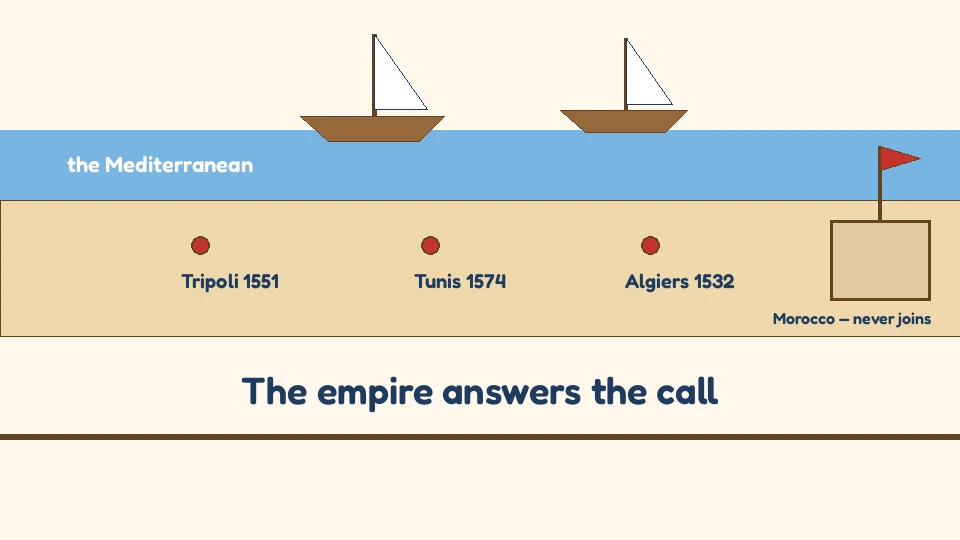 the Mediterranean
Tripoli 1551
Tunis 1574
Algiers 1532
Morocco — never joins
The empire answers the call